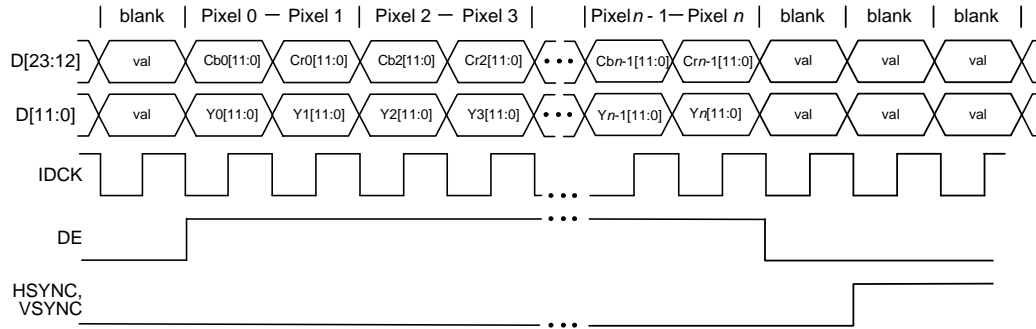 | blank | Pixel 0 — Pixel 1 | Pixel 2 — Pixel 3 | | Pixel n - 1 — Pixel n | blank | blank | blank |
D[23:12] val Cb0[11:0] Cr0[11:0] Cb2[11:0] Cr2[11:0] ••• Cbn-1[11:0] Crn-1[11:0] val val val
D[11:0] val Y0[11:0] Y1[11:0] Y2[11:0] Y3[11:0] ••• Yn-1[11:0] Yn[11:0] val val val
IDCK •••
DE •••
HSYNC,
VSYNC •••